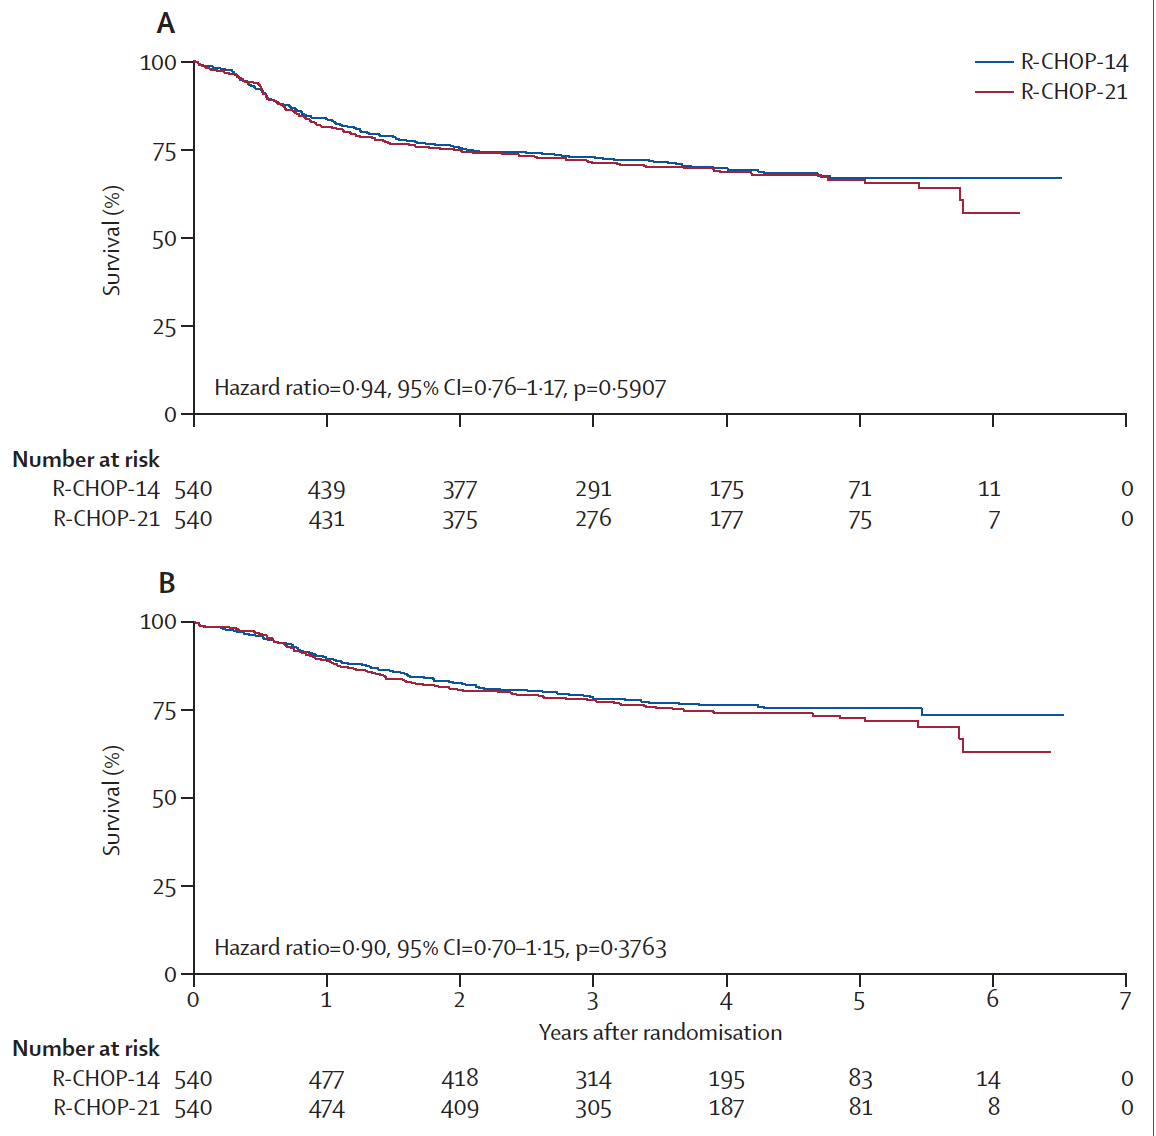 A
100
75
50
25
0
Survival (%)
R-CHOP-14
R-CHOP-21
Hazard ratio=0·94, 95% CI=0·76–1·17, p=0·5907
Number at risk
R-CHOP-14 540 439 377 291 175 71 11 0
R-CHOP-21 540 431 375 276 177 75 7 0
B
100
75
50
25
0
Survival (%)
Hazard ratio=0·90, 95% CI=0·70–1·15, p=0·3763
0 1 2 3 4 5 6 7
Years after randomisation
Number at risk
R-CHOP-14 540 477 418 314 195 83 14 0
R-CHOP-21 540 474 409 305 187 81 8 0